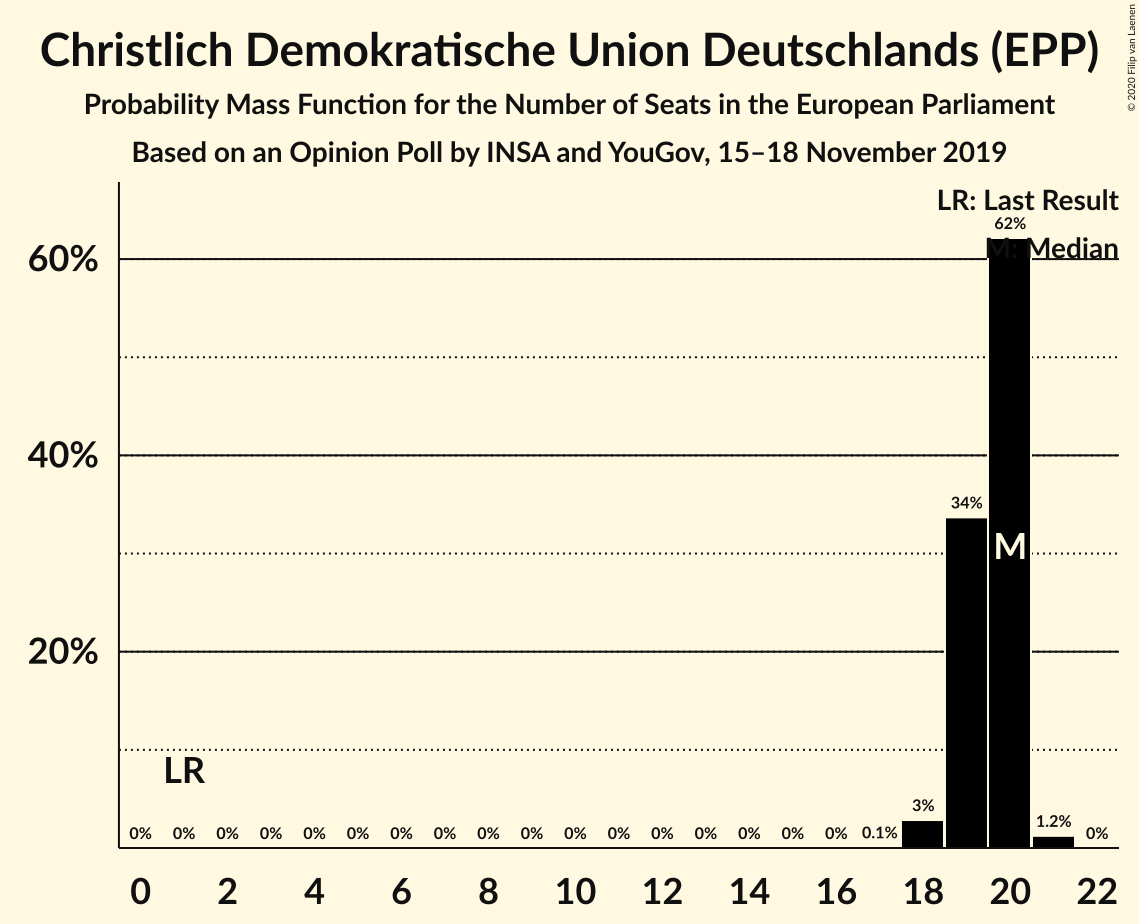 Christlich Demokratische Union Deutschlands (EPP)
Probability Mass Function for the Number of Seats in the European Parliament
Based on an Opinion Poll by INSA and YouGov, 15–18 November 2019
© 2020 Filip van Laenen
LR: Last Result
M: Median
60%
40%
20%
62%
34%
M
LR
3%
1.2%
0% 0% 0% 0% 0% 0% 0% 0% 0% 0% 0% 0% 0% 0% 0% 0% 0% 0.1% 0%
0 2 4 6 8 10 12 14 16 18 20 22